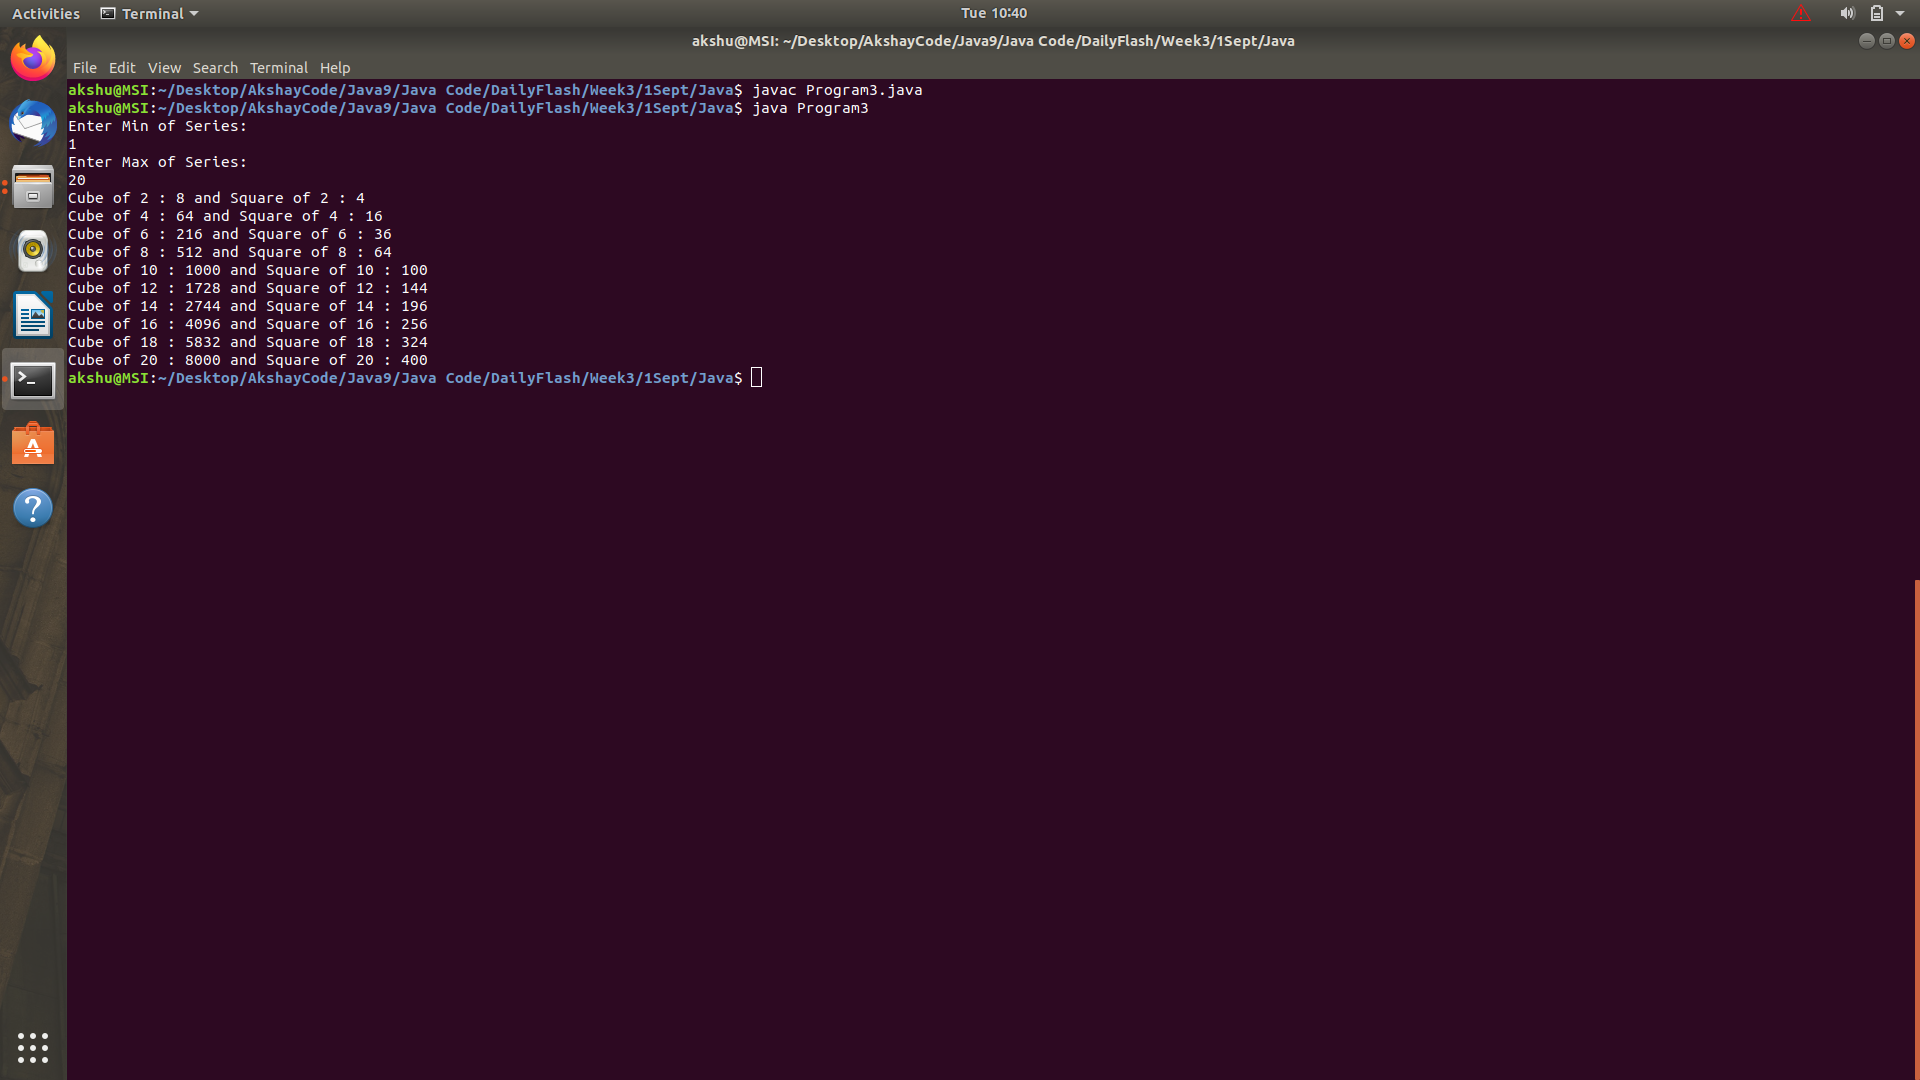 Activities Terminal Tue 10:40
akshu@MSI: ~/Desktop/AkshayCode/Java9/Java Code/DailyFlash/Week3/1Sept/Java
File Edit View Search Terminal Help
akshu@MSI:~/Desktop/AkshayCode/Java9/Java Code/DailyFlash/Week3/1Sept/Java$ javac Program3.java
akshu@MSI:~/Desktop/AkshayCode/Java9/Java Code/DailyFlash/Week3/1Sept/Java$ java Program3
Enter Min of Series:
1
Enter Max of Series:
20
Cube of 2 : 8 and Square of 2 : 4
Cube of 4 : 64 and Square of 4 : 16
Cube of 6 : 216 and Square of 6 : 36
Cube of 8 : 512 and Square of 8 : 64
Cube of 10 : 1000 and Square of 10 : 100
Cube of 12 : 1728 and Square of 12 : 144
Cube of 14 : 2744 and Square of 14 : 196
Cube of 16 : 4096 and Square of 16 : 256
Cube of 18 : 5832 and Square of 18 : 324
Cube of 20 : 8000 and Square of 20 : 400
akshu@MSI:~/Desktop/AkshayCode/Java9/Java Code/DailyFlash/Week3/1Sept/Java$